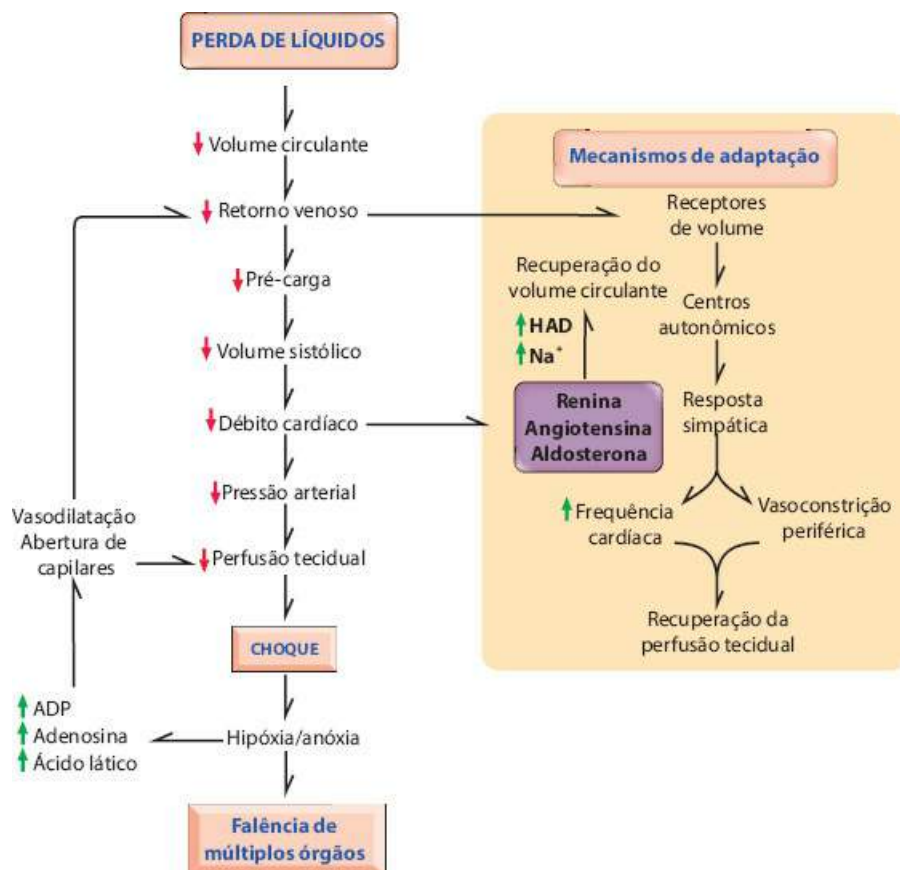 PERDA DE LÍQUIDOS
Volume circulante
Retorno venoso
Pré-carga
Volume sistólico
Débito cardíaco
Pressão arterial
Perfusão tecidual
CHOQUE
Hipóxia/anóxia
Falência de
múltiplos órgãos
ADP
Adenosina
Ácido lático
Vasodilatação
Abertura de
capilares
Mecanismos de adaptação
Receptores
de volume
Centros
autonômicos
Resposta
simpática
Frequência
cardíaca
Vasoconstrição
periférica
Recuperação da
perfusão tecidual
Renina
Angiotensina
Aldosterona
HAD
Na⁺
Recuperação do
volume circulante